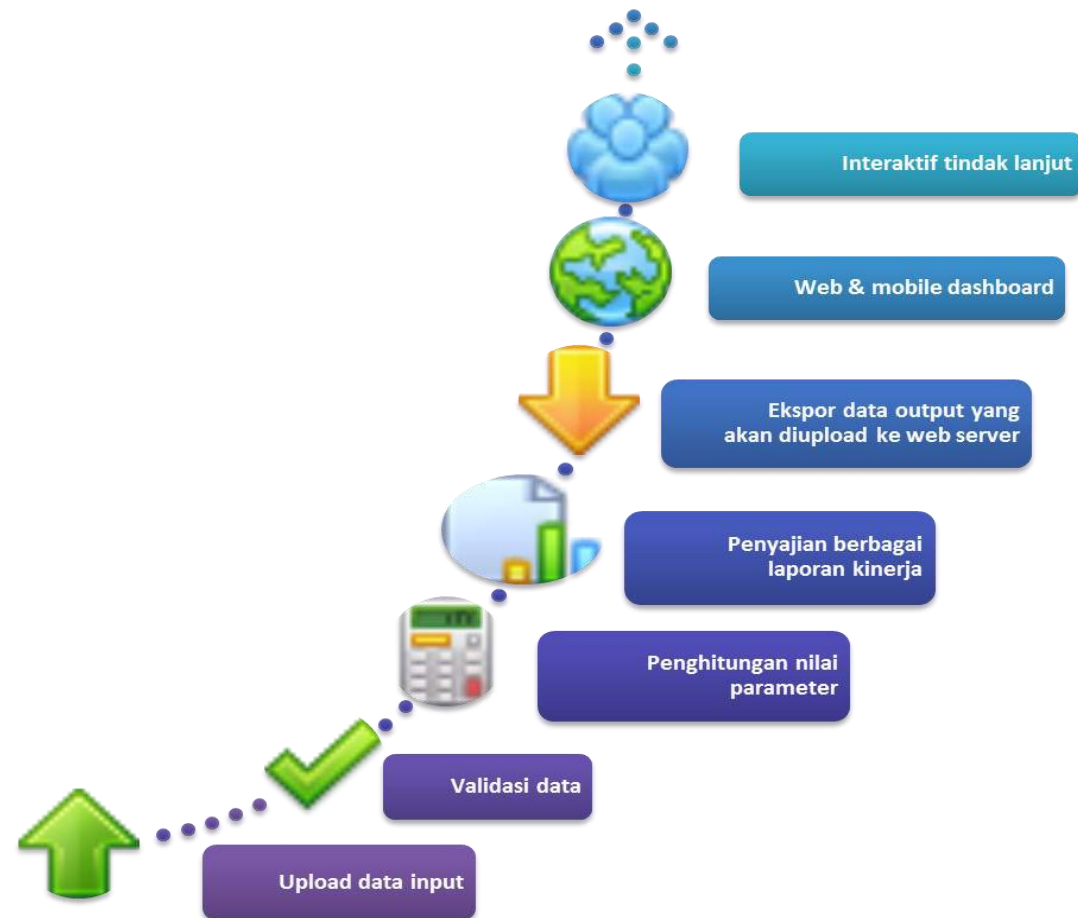 Interaktif tindak lanjut
Web & mobile dashboard
Ekspor data output yang
akan diupload ke web server
Penyajian berbagai
laporan kinerja
Penghitungan nilai
parameter
Validasi data
Upload data input